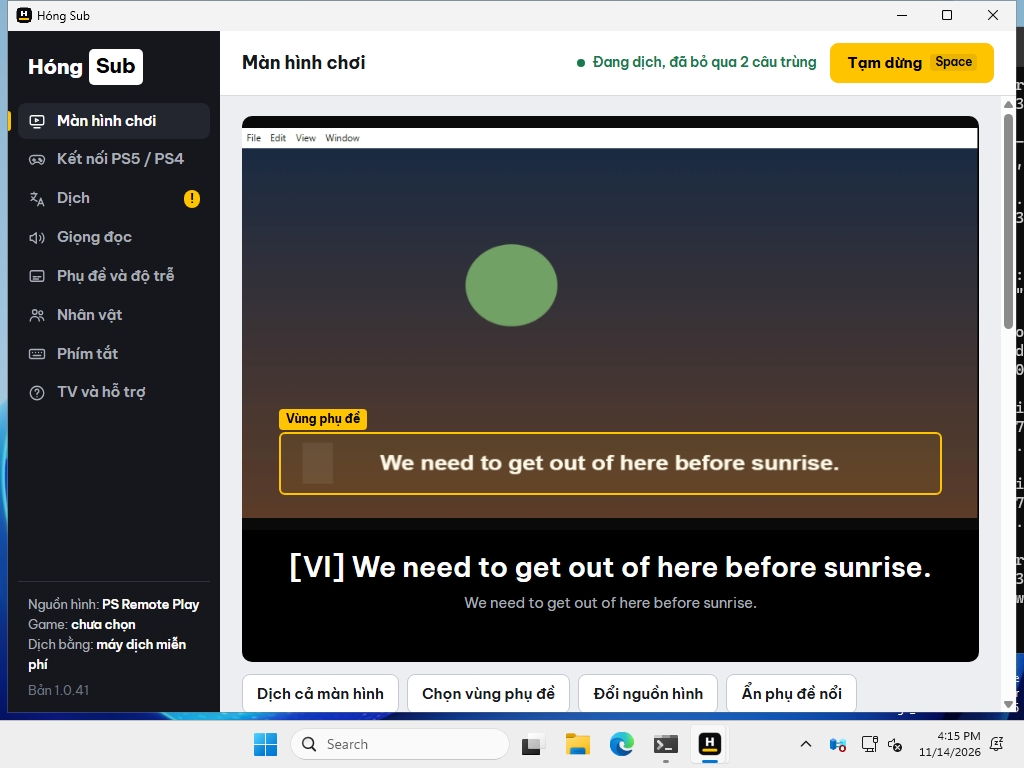 Hóng Sub
Hóng Sub
Màn hình chơi
Kết nối PS5 / PS4
Dịch
!
Giọng đọc
Phụ đề và độ trễ
Nhân vật
Phím tắt
TV và hỗ trợ
Nguồn hình: PS Remote Play
Game: chưa chọn
Dịch bằng: máy dịch miễn
phí
Bản 1.0.41
Màn hình chơi
Đang dịch, đã bỏ qua 2 câu trùng
Tạm dừng Space
File Edit View Window
Vùng phụ đề
We need to get out of here before sunrise.
[VI] We need to get out of here before sunrise.
We need to get out of here before sunrise.
Dịch cả màn hình
Chọn vùng phụ đề
Đổi nguồn hình
Ẩn phụ đề nổi
Search
H
4:15 PM
11/14/2026